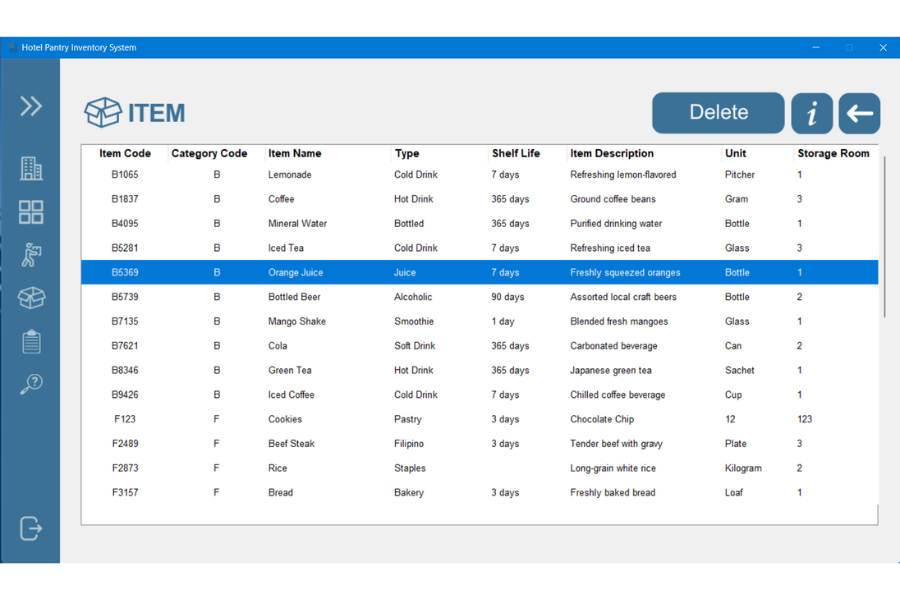 Hotel Pantry Inventory System
ITEM
Delete
i
Item Code Category Code Item Name Type Shelf Life Item Description Unit Storage Room
B1065 B Lemonade Cold Drink 7 days Refreshing lemon-flavored Pitcher 1
B1837 B Coffee Hot Drink 365 days Ground coffee beans Gram 3
B4095 B Mineral Water Bottled 365 days Purified drinking water Bottle 1
B5281 B Iced Tea Cold Drink 7 days Refreshing iced tea Glass 3
B5369 B Orange Juice Juice 7 days Freshly squeezed oranges Bottle 1
B5739 B Bottled Beer Alcoholic 90 days Assorted local craft beers Bottle 2
B7135 B Mango Shake Smoothie 1 day Blended fresh mangoes Glass 1
B7621 B Cola Soft Drink 365 days Carbonated beverage Can 2
B8346 B Green Tea Hot Drink 365 days Japanese green tea Sachet 1
B9426 B Iced Coffee Cold Drink 7 days Chilled coffee beverage Cup 1
F123 F Cookies Pastry 3 days Chocolate Chip 12 123
F2489 F Beef Steak Filipino 3 days Tender beef with gravy Plate 3
F2873 F Rice Staples Long-grain white rice Kilogram 2
F3157 F Bread Bakery 3 days Freshly baked bread Loaf 1